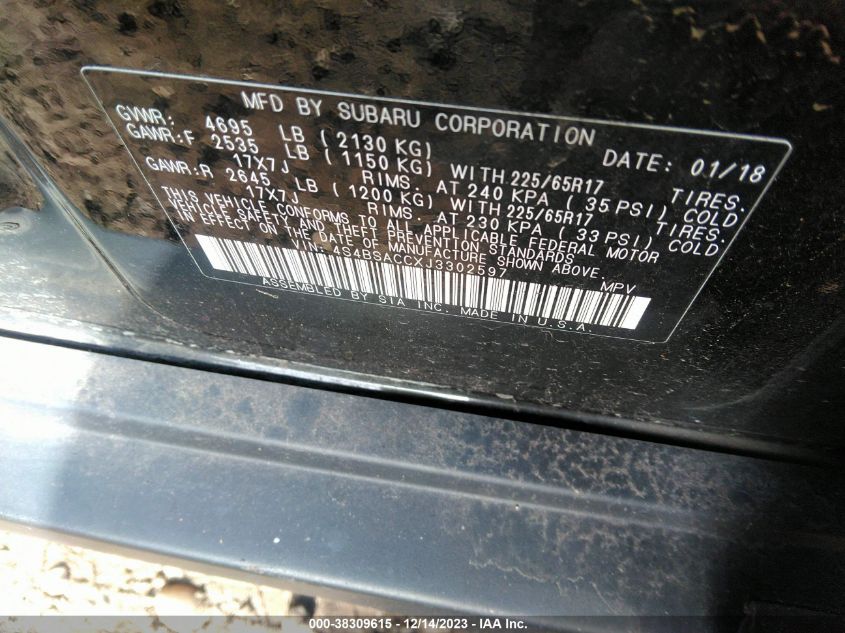 MFD BY SUBARU CORPORATION DATE: 01/18
GVWR: 4695 LB (2130 KG)
GAWR:F 2535 LB (1150 KG) WITH 225/65R17 TIRES.
17X7J RIMS. AT 240 KPA (35 PSI) COLD
GAWR:R 2645 LB (1200 KG) WITH 225/65R17 TIRES.
17X7J RIMS. AT 230 KPA (33 PSI) COLD
THIS VEHICLE CONFORMS TO ALL APPLICABLE FEDERAL MOTOR
VEHICLE SAFETY AND THEFT PREVENTION STANDARDS
IN EFFECT ON THE DATE OF MANUFACTURE SHOWN ABOVE.
VIN: 4S4BSACCXJ3302597 MPV
ASSEMBLED BY SIA INC. MADE IN U.S.A.
000-38309615 - 12/14/2023 - IAA Inc.